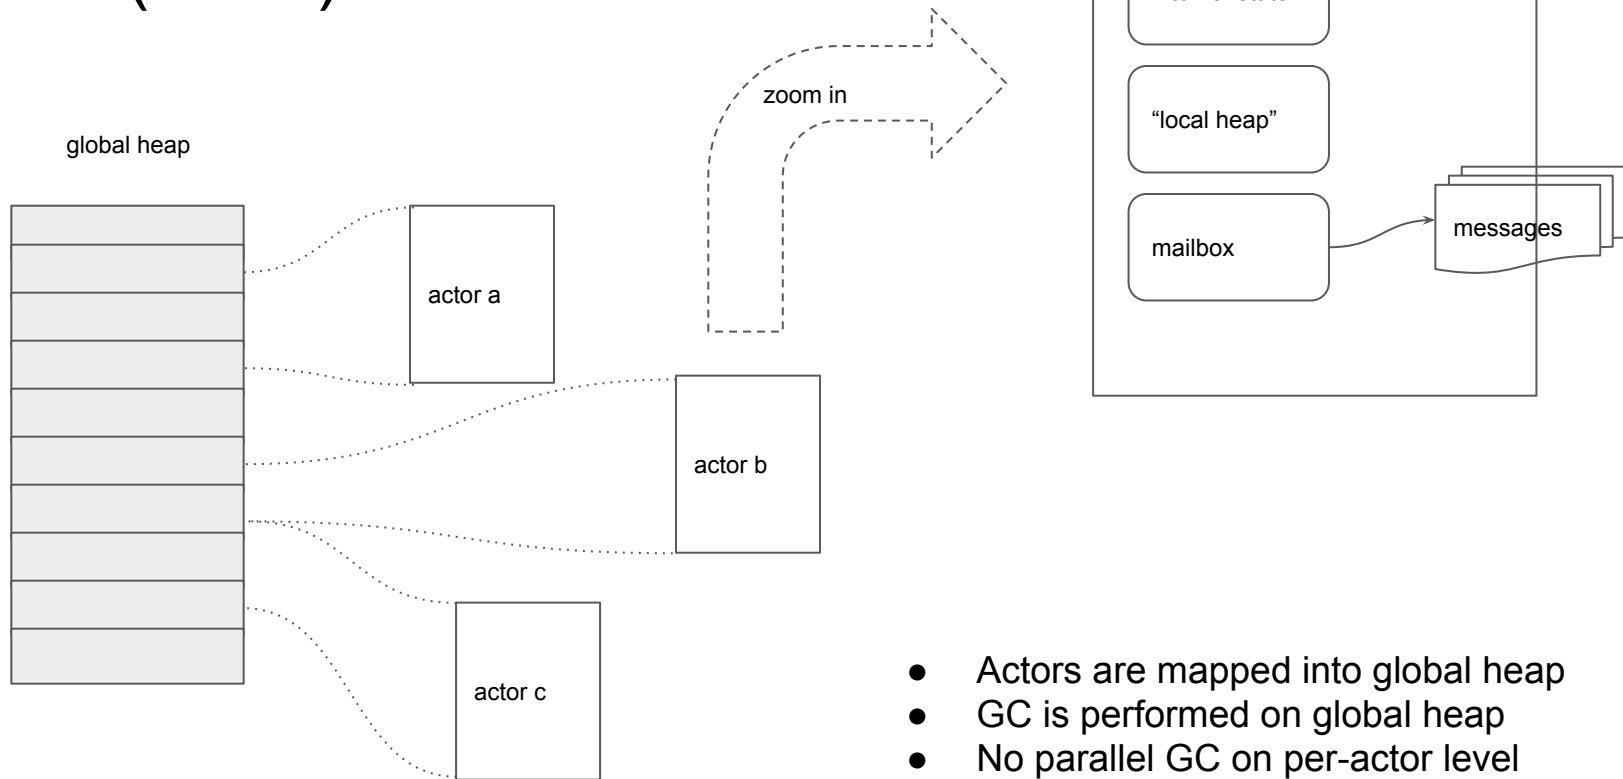 zoom in
“local heap”
global heap
mailbox
messages
actor a
actor b
actor c
● Actors are mapped into global heap
● GC is performed on global heap
● No parallel GC on per-actor level